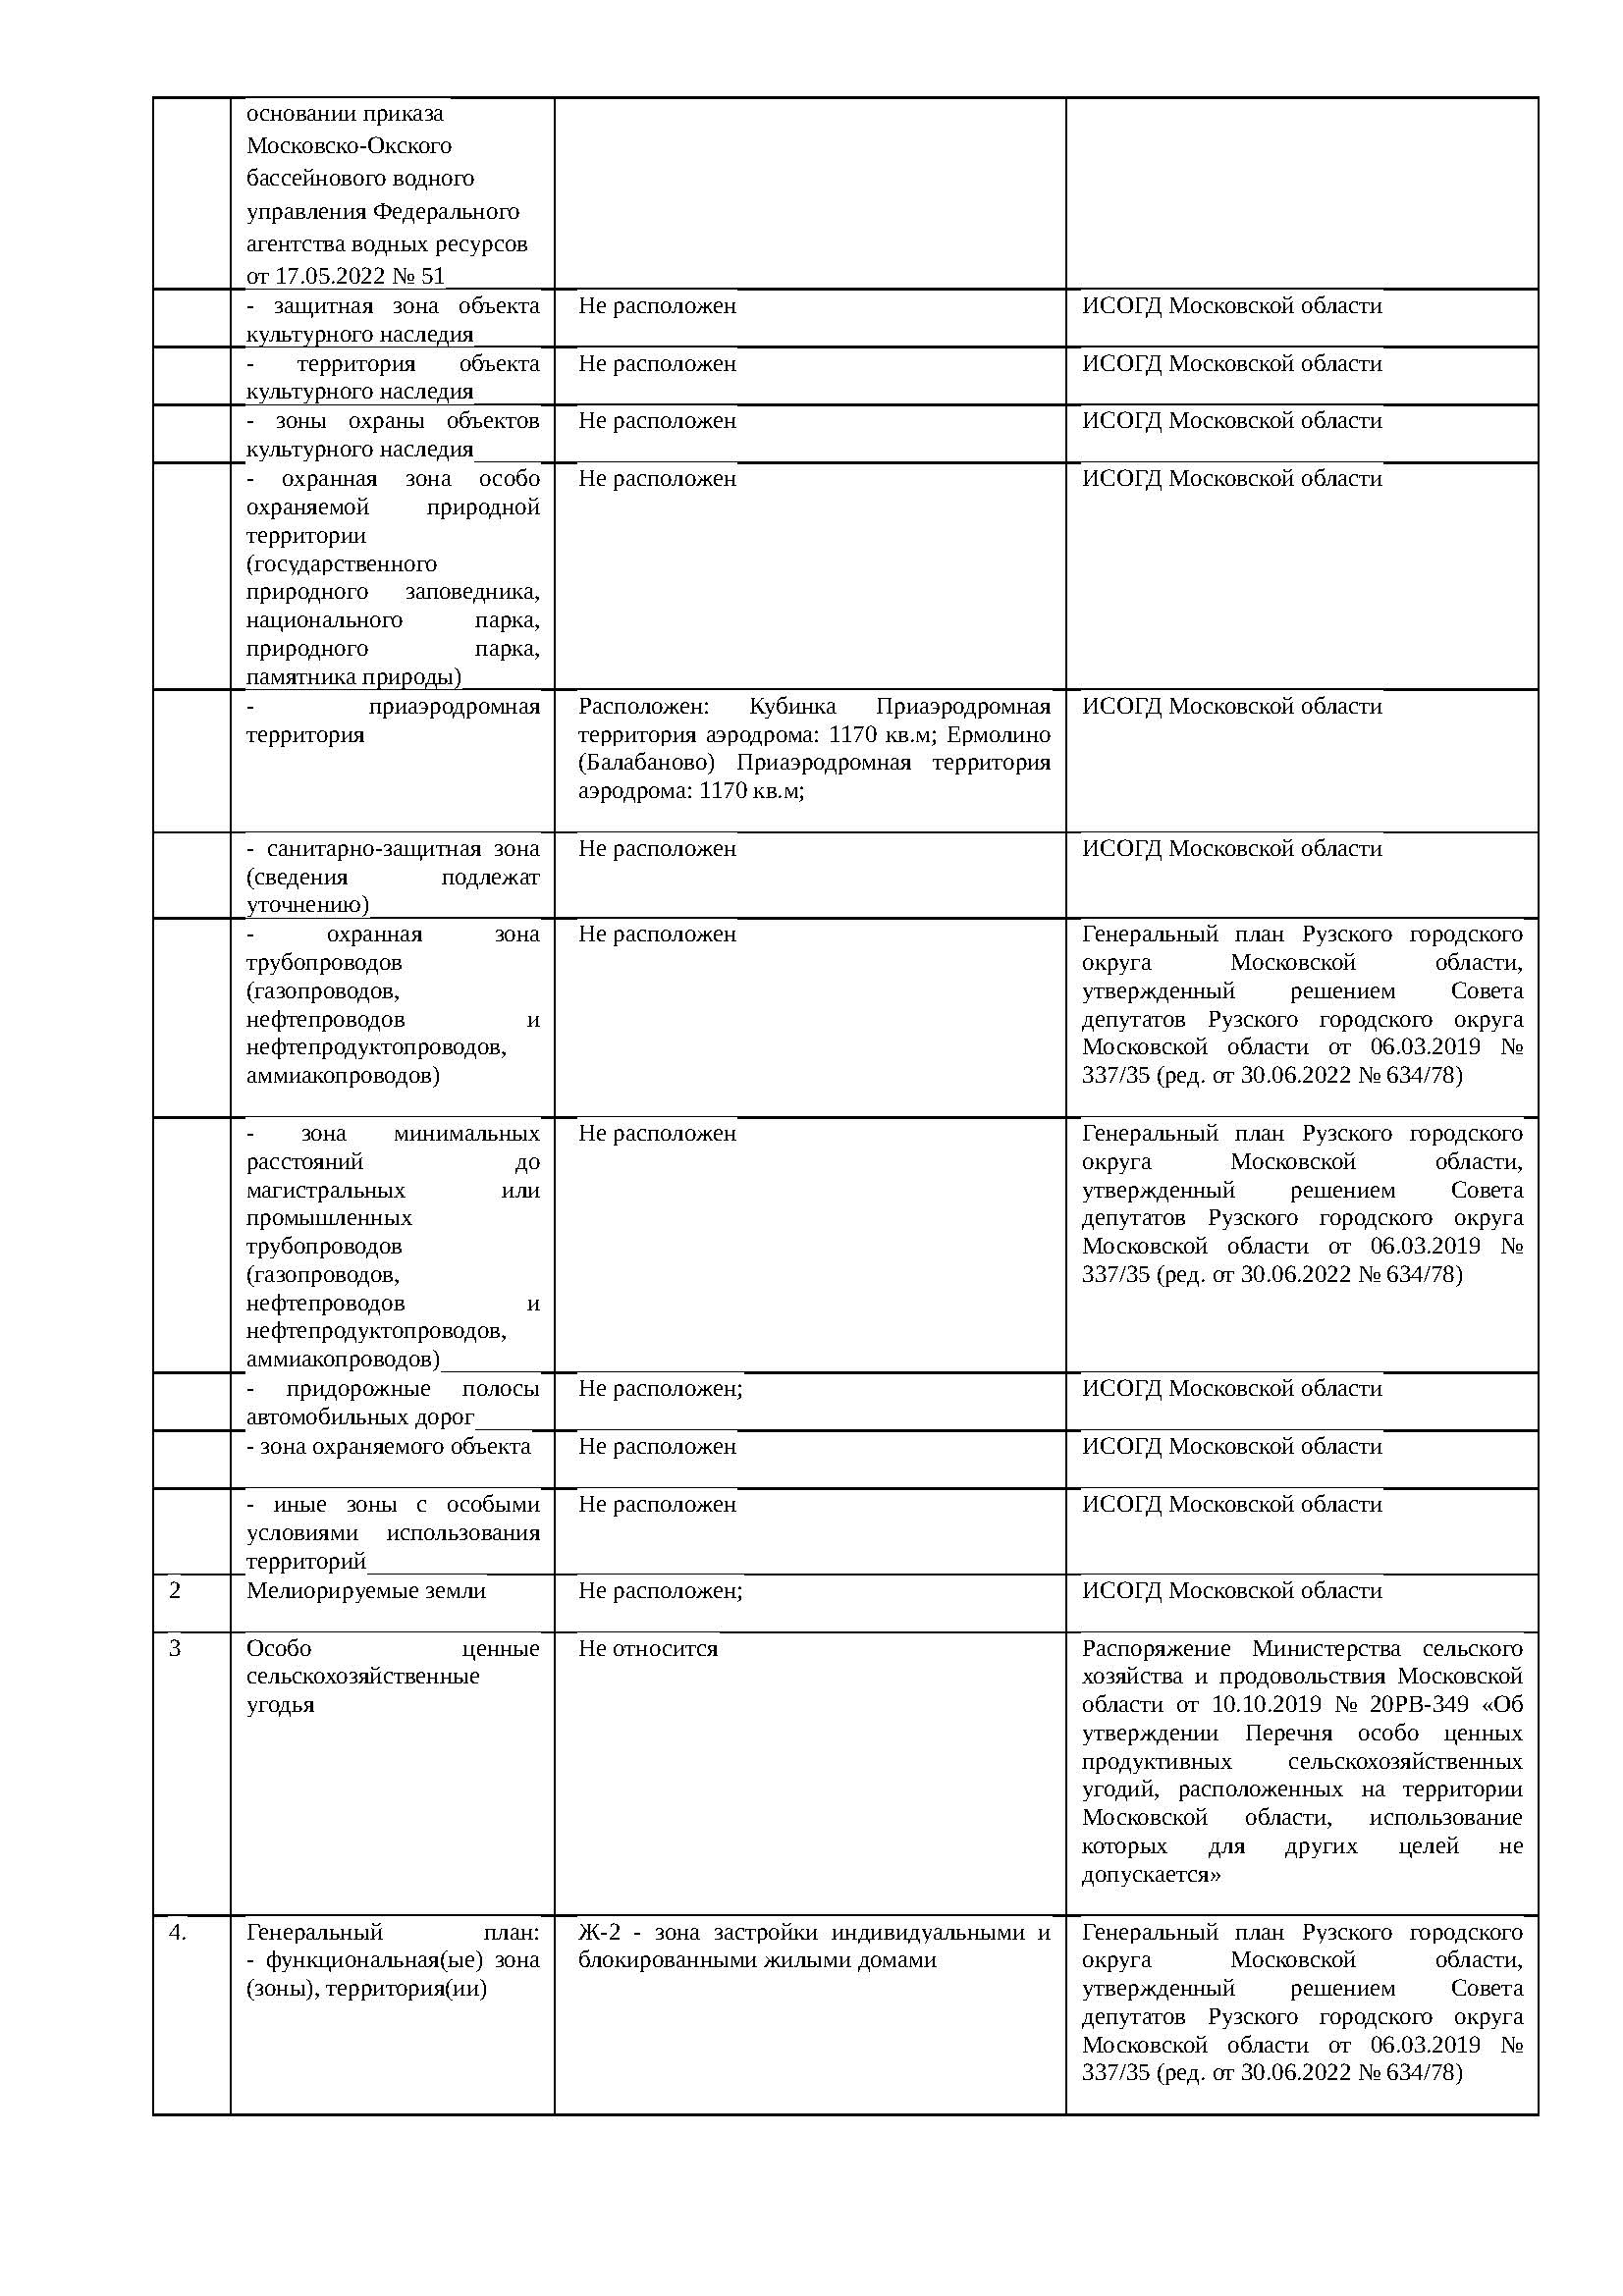 основании приказа
Московско-Окского
бассейнового водного
управления Федерального
агентства водных ресурсов
от 17.05.2022 № 51
- защитная зона объекта
культурного наследия
Не расположен
ИСОГД Московской области
- территория объекта
культурного наследия
Не расположен
ИСОГД Московской области
- зоны охраны объектов
культурного наследия
Не расположен
ИСОГД Московской области
- охранная зона особо
охраняемой природной
территории
(государственного
природного заповедника,
национального парка,
природного парка,
памятника природы)
Не расположен
ИСОГД Московской области
- приаэродромная
территория
Расположен: Кубинка Приаэродромная
территория аэродрома: 1170 кв.м; Ермолино
(Балабаново) Приаэродромная территория
аэродрома: 1170 кв.м;
ИСОГД Московской области
- санитарно-защитная зона
(сведения подлежат
уточнению)
Не расположен
ИСОГД Московской области
- охранная зона
трубопроводов
(газопроводов,
нефтепроводов и
нефтепродуктопроводов,
аммиакопроводов)
Не расположен
Генеральный план Рузского городского
округа Московской области,
утвержденный решением Совета
депутатов Рузского городского округа
Московской области от 06.03.2019 №
337/35 (ред. от 30.06.2022 № 634/78)
- зона минимальных
расстояний до
магистральных или
промышленных
трубопроводов
(газопроводов,
нефтепроводов и
нефтепродуктопроводов,
аммиакопроводов)
Не расположен
Генеральный план Рузского городского
округа Московской области,
утвержденный решением Совета
депутатов Рузского городского округа
Московской области от 06.03.2019 №
337/35 (ред. от 30.06.2022 № 634/78)
- придорожные полосы
автомобильных дорог
Не расположен;
ИСОГД Московской области
- зона охраняемого объекта
Не расположен
ИСОГД Московской области
- иные зоны с особыми
условиями использования
территорий
Не расположен
ИСОГД Московской области
2
Мелиорируемые земли
Не расположен;
ИСОГД Московской области
3
Особо ценные
сельскохозяйственные
угодья
Не относится
Распоряжение Министерства сельского
хозяйства и продовольствия Московской
области от 10.10.2019 № 20РВ-349 «Об
утверждении Перечня особо ценных
продуктивных сельскохозяйственных
угодий, расположенных на территории
Московской области, использование
которых для других целей не
допускается»
4.
Генеральный план:
- функциональная(ые) зона
(зоны), территория(ии)
Ж-2 - зона застройки индивидуальными и
блокированными жилыми домами
Генеральный план Рузского городского
округа Московской области,
утвержденный решением Совета
депутатов Рузского городского округа
Московской области от 06.03.2019 №
337/35 (ред. от 30.06.2022 № 634/78)